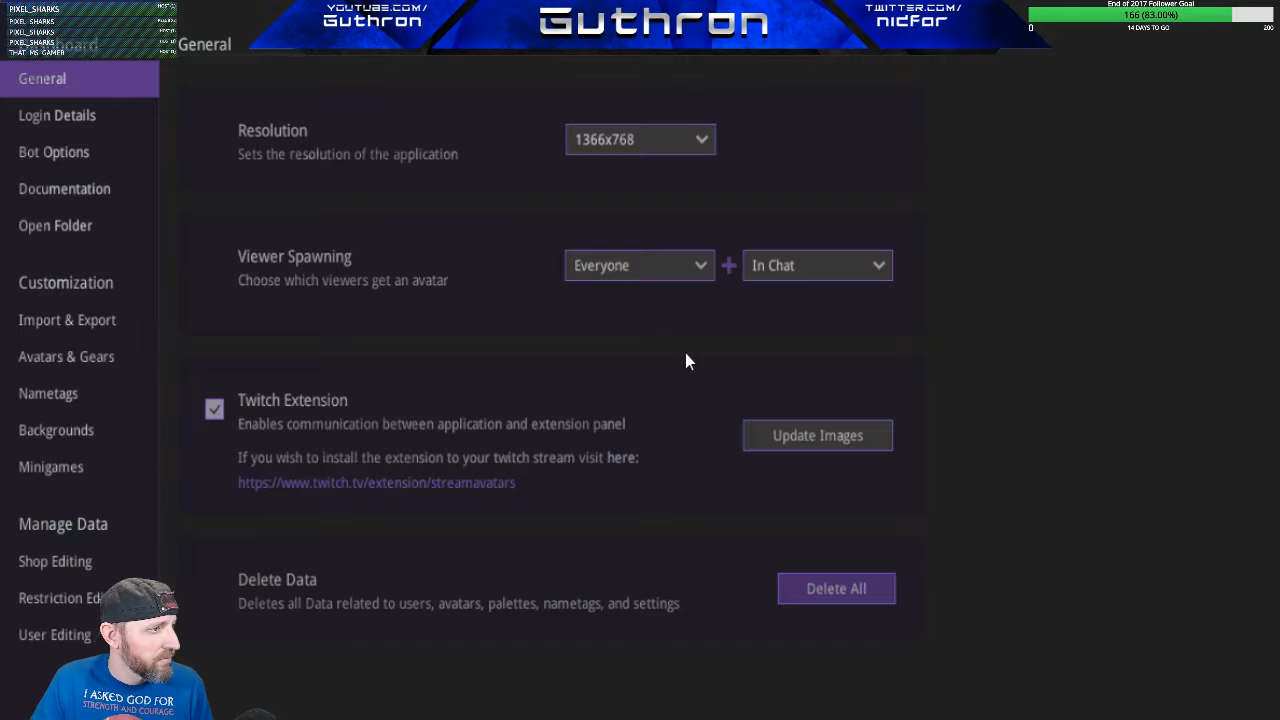 PIXEL_SHARKS
PIXEL_SHARKS
PIXEL_SHARKS
THAT_MS_GAMER
YOUTUBE.COM/
Guthron
Guthron
TWITTER.COM/
nidfor
End of 2017 Follower Goal
166 (83.00%)
0
14 DAYS TO GO
200
General
General
Login Details
Bot Options
Documentation
Open Folder
Customization
Import & Export
Avatars & Gears
Nametags
Backgrounds
Minigames
Manage Data
Shop Editing
Restriction
User Editing
Resolution
1366x768
Sets the resolution of the application
Viewer Spawning
Everyone
+
In Chat
Choose which viewers get an avatar
Twitch Extension
Enables communication between application and extension panel
Update Images
If you wish to install the extension to your twitch stream visit here:
https://www.twitch.tv/extension/streamavatars
Delete Data
Delete All
Deletes all Data related to users, avatars, palettes, nametags, and settings
I ASKED GOD FOR
STRENGTH AND COURAGE